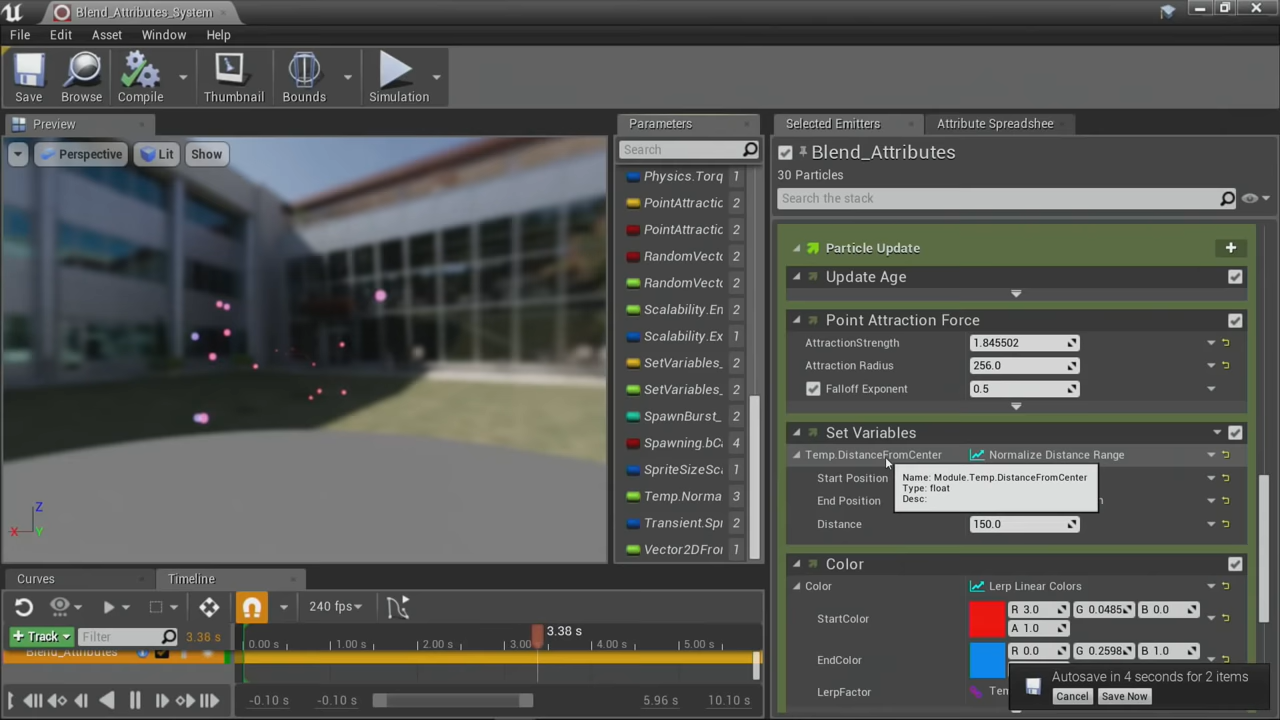 Blend_Attributes_System
File Edit Asset Window Help
Save Browse Compile Thumbnail Bounds Simulation
Preview
Perspective Lit Show
Z
X
Y
Parameters
Search
Physics.Torq 1
PointAttractic 2
PointAttractic 2
RandomVectc 2
RandomVectc 2
Scalability.En 2
Scalability.Ex 1
SetVariables_ 2
SetVariables_ 2
SpawnBurst_ 2
Spawning.bCa 4
SpriteSizeSca 1
Temp.Norma 3
Transient.Spr 2
Vector2DFror 1
Selected Emitters Attribute Spreadshee
Blend_Attributes
30 Particles
Search the stack
Particle Update
Update Age
Point Attraction Force
AttractionStrength 1.845502
Attraction Radius 256.0
Falloff Exponent 0.5
Set Variables
Temp.DistanceFromCenter Normalize Distance Range
Start Position
End Position
Name: Module.Temp.DistanceFromCenter
Type: float
Desc:
Distance 150.0
Color
Color Lerp Linear Colors
StartColor R 3.0 G 0.0485 B 0.0
A 1.0
EndColor R 0.0 G 0.2598 B 1.0
LerpFactor
Autosave in 4 seconds for 2 items
Cancel Save Now
Curves Timeline
240 fps
Track Filter 3.38 s
3.38 s
0.00 s 1.00 s 2.00 s 3.00 4.00 s 5.00 s
Blend_Attributes
-0.10 s -0.10 s 5.96 s 10.10 s